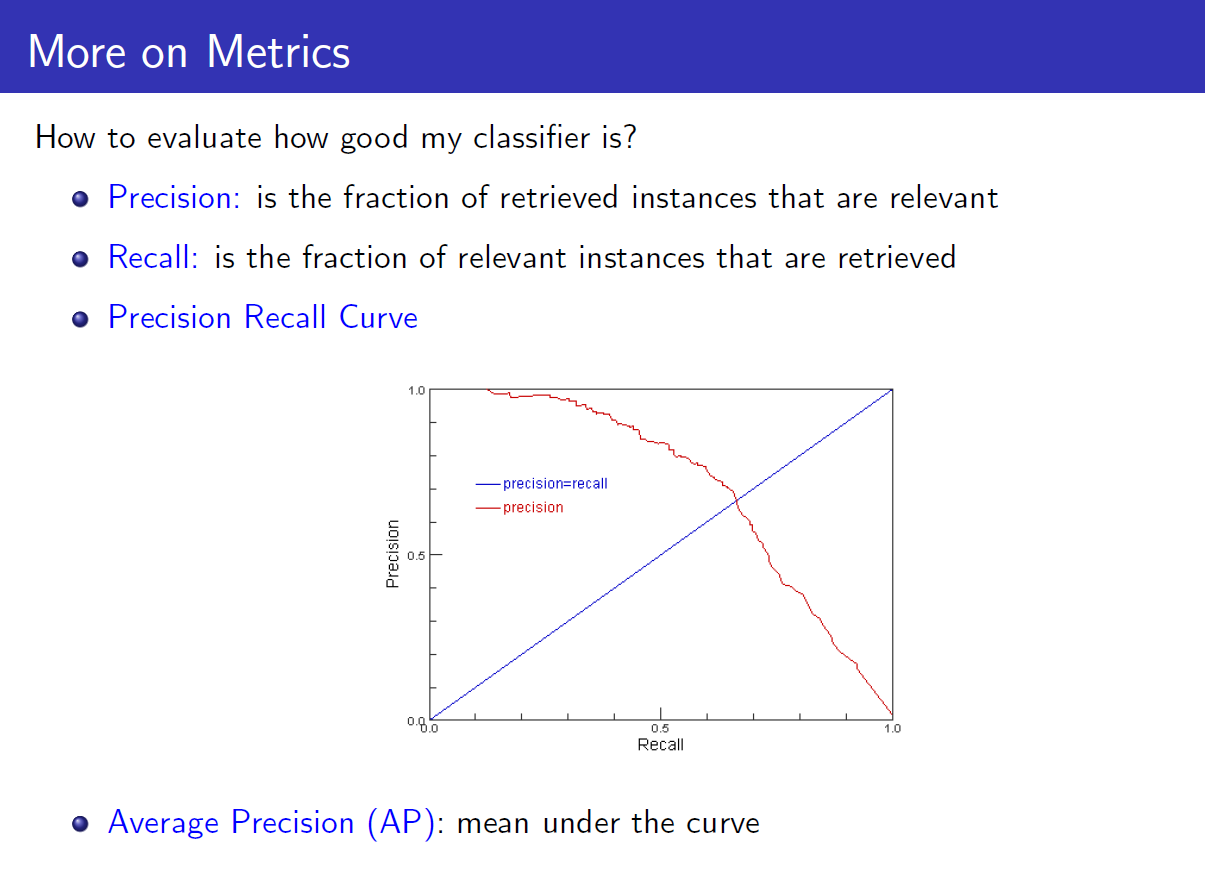 More on Metrics
How to evaluate how good my classifier is?
Precision: is the fraction of retrieved instances that are relevant
Recall: is the fraction of relevant instances that are retrieved
Precision Recall Curve
1.0
precision=recall
precision
Precision
0.5
0.0
0.0
0.5
1.0
Recall
Average Precision (AP): mean under the curve